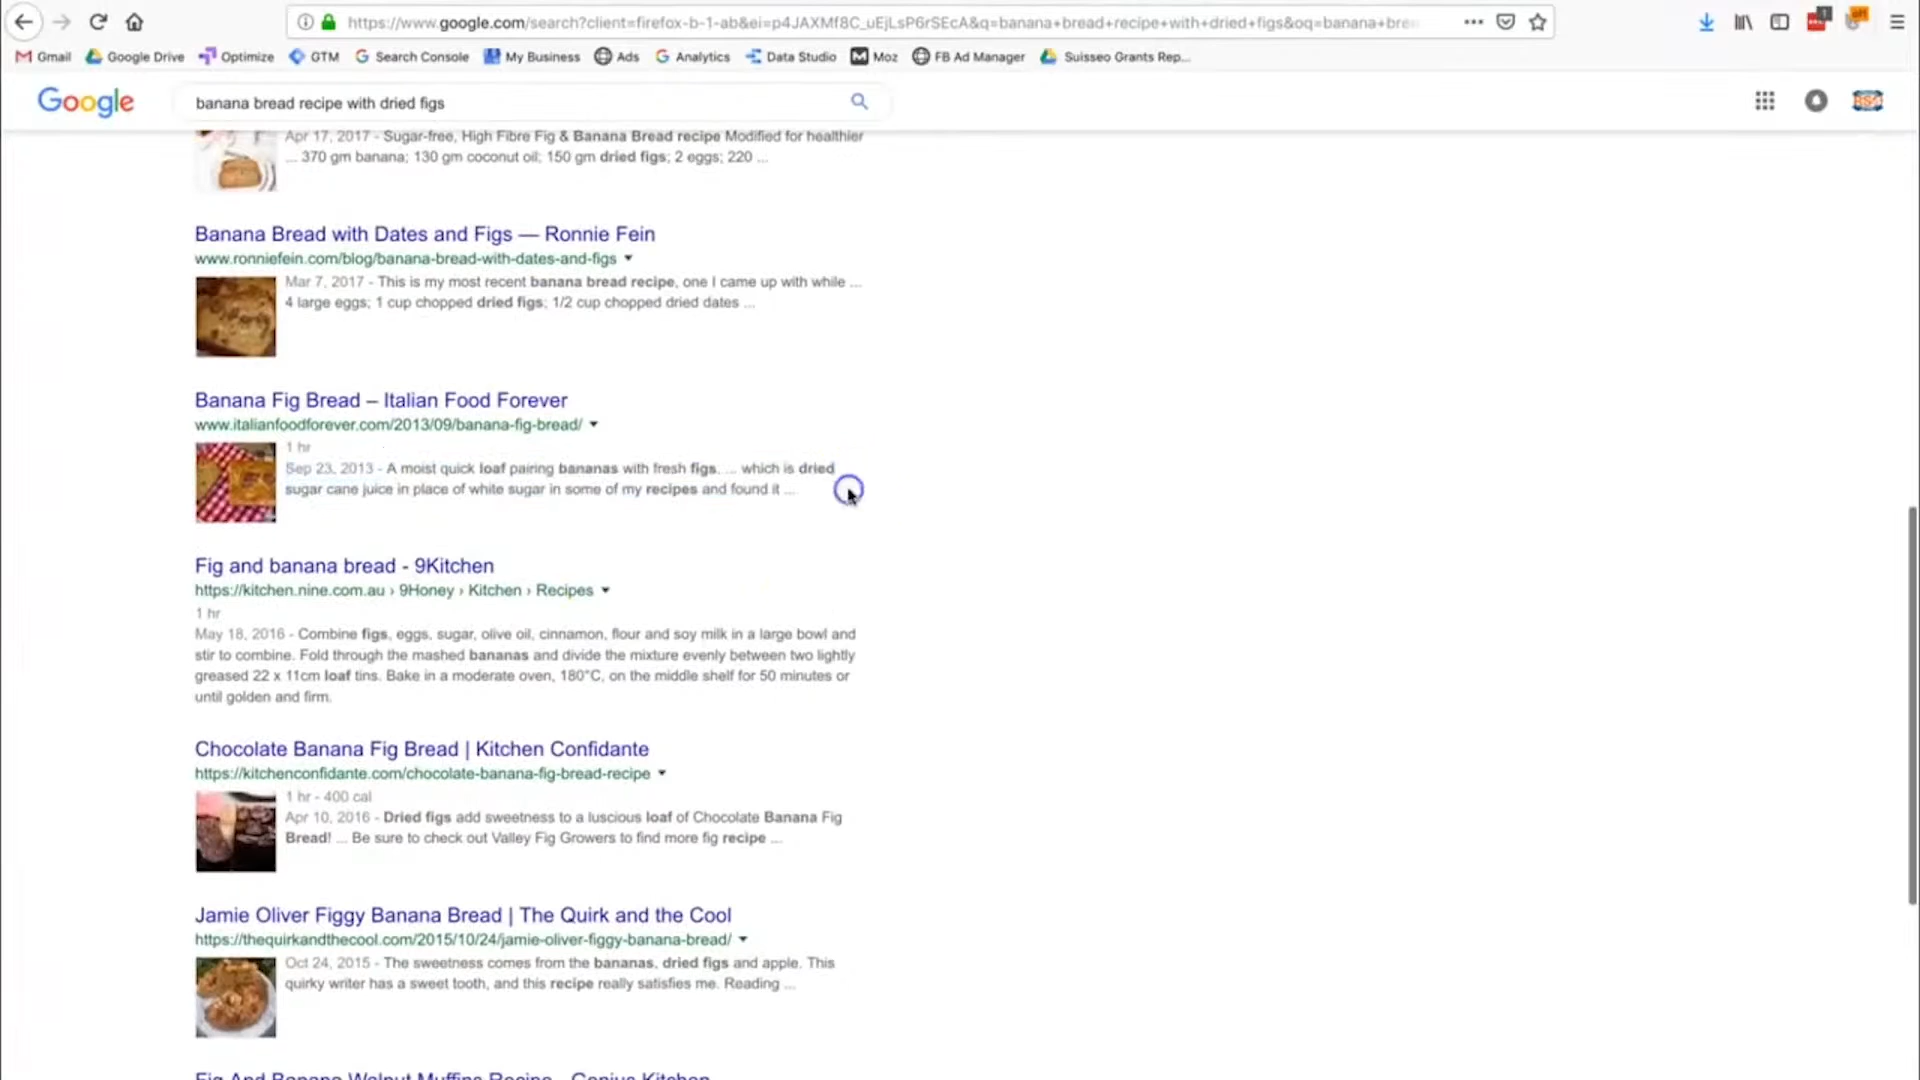 https://www.google.com/search?client=firefox-b-1-ab&ei=p4JAXMf8C_uEjLsP6rSEcA&q=banana+bread+recipe+with+dried+figs&oq=banana+bre
Gmail Google Drive Optimize GTM Search Console My Business Ads Analytics Data Studio Moz FB Ad Manager Suisseo Grants Rep...
Google banana bread recipe with dried figs
Apr 17, 2017 - Sugar-free, High Fibre Fig & Banana Bread recipe Modified for healthier
... 370 gm banana; 130 gm coconut oil; 150 gm dried figs; 2 eggs; 220 ...
Banana Bread with Dates and Figs — Ronnie Fein
www.ronniefein.com/blog/banana-bread-with-dates-and-figs
Mar 7, 2017 - This is my most recent banana bread recipe, one I came up with while ...
4 large eggs; 1 cup chopped dried figs; 1/2 cup chopped dried dates ...
Banana Fig Bread – Italian Food Forever
www.italianfoodforever.com/2013/09/banana-fig-bread/
1 hr
Sep 23, 2013 - A moist quick loaf pairing bananas with fresh figs. ... which is dried
sugar cane juice in place of white sugar in some of my recipes and found it ...
Fig and banana bread - 9Kitchen
https://kitchen.nine.com.au › 9Honey › Kitchen › Recipes
1 hr
May 18, 2016 - Combine figs, eggs, sugar, olive oil, cinnamon, flour and soy milk in a large bowl and
stir to combine. Fold through the mashed bananas and divide the mixture evenly between two lightly
greased 22 x 11cm loaf tins. Bake in a moderate oven, 180°C, on the middle shelf for 50 minutes or
until golden and firm.
Chocolate Banana Fig Bread | Kitchen Confidante
https://kitchenconfidante.com/chocolate-banana-fig-bread-recipe
1 hr - 400 cal
Apr 10, 2016 - Dried figs add sweetness to a luscious loaf of Chocolate Banana Fig
Bread! ... Be sure to check out Valley Fig Growers to find more fig recipe ...
Jamie Oliver Figgy Banana Bread | The Quirk and the Cool
https://thequirkandthecool.com/2015/10/24/jamie-oliver-figgy-banana-bread/
Oct 24, 2015 - The sweetness comes from the bananas, dried figs and apple. This
quirky writer has a sweet tooth, and this recipe really satisfies me. Reading ...
Fig And Banana Walnut Muffins Recipe - Genius Kitchen